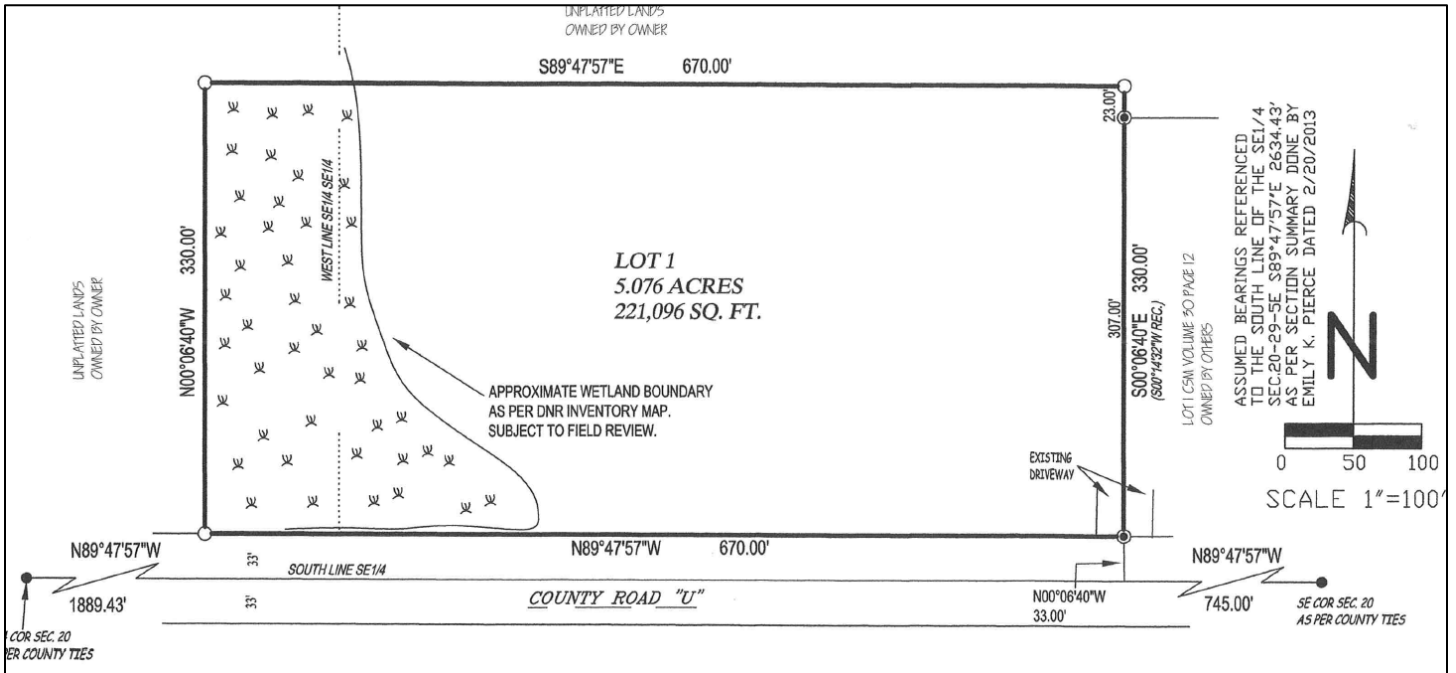 UNPLATTED LANDS
OWNED BY OWNER
S89°47'57"E 670.00'
23.00'
WEST LINE SE1/4 SE1/4
330.00'
N00°06'40"W
UNPLATTED LANDS
OWNED BY OWNER
LOT 1
5.076 ACRES
221,096 SQ. FT.
APPROXIMATE WETLAND BOUNDARY
AS PER DNR INVENTORY MAP.
SUBJECT TO FIELD REVIEW.
EXISTING
DRIVEWAY
307.00'
S00°06'40"E 330.00'
(S00°14'32"W REC.)
LOT 1 CSM VOLUME 30 PAGE 12
OWNED BY OTHERS
ASSUMED BEARINGS REFERENCED
TO THE SOUTH LINE OF THE SE1/4
SEC.20-29-5E S89°47'57"E 2634.43'
AS PER SECTION SUMMARY DONE BY
EMILY K. PIERCE DATED 2/20/2013
N
0 50 100
SCALE 1"=100'
N89°47'57"W
1889.43'
33'
33'
SOUTH LINE SE1/4
N89°47'57"W 670.00'
COUNTY ROAD "U"
N00°06'40"W
33.00'
N89°47'57"W
745.00'
SE COR SEC. 20
AS PER COUNTY TIES
COR SEC. 20
PER COUNTY TIES